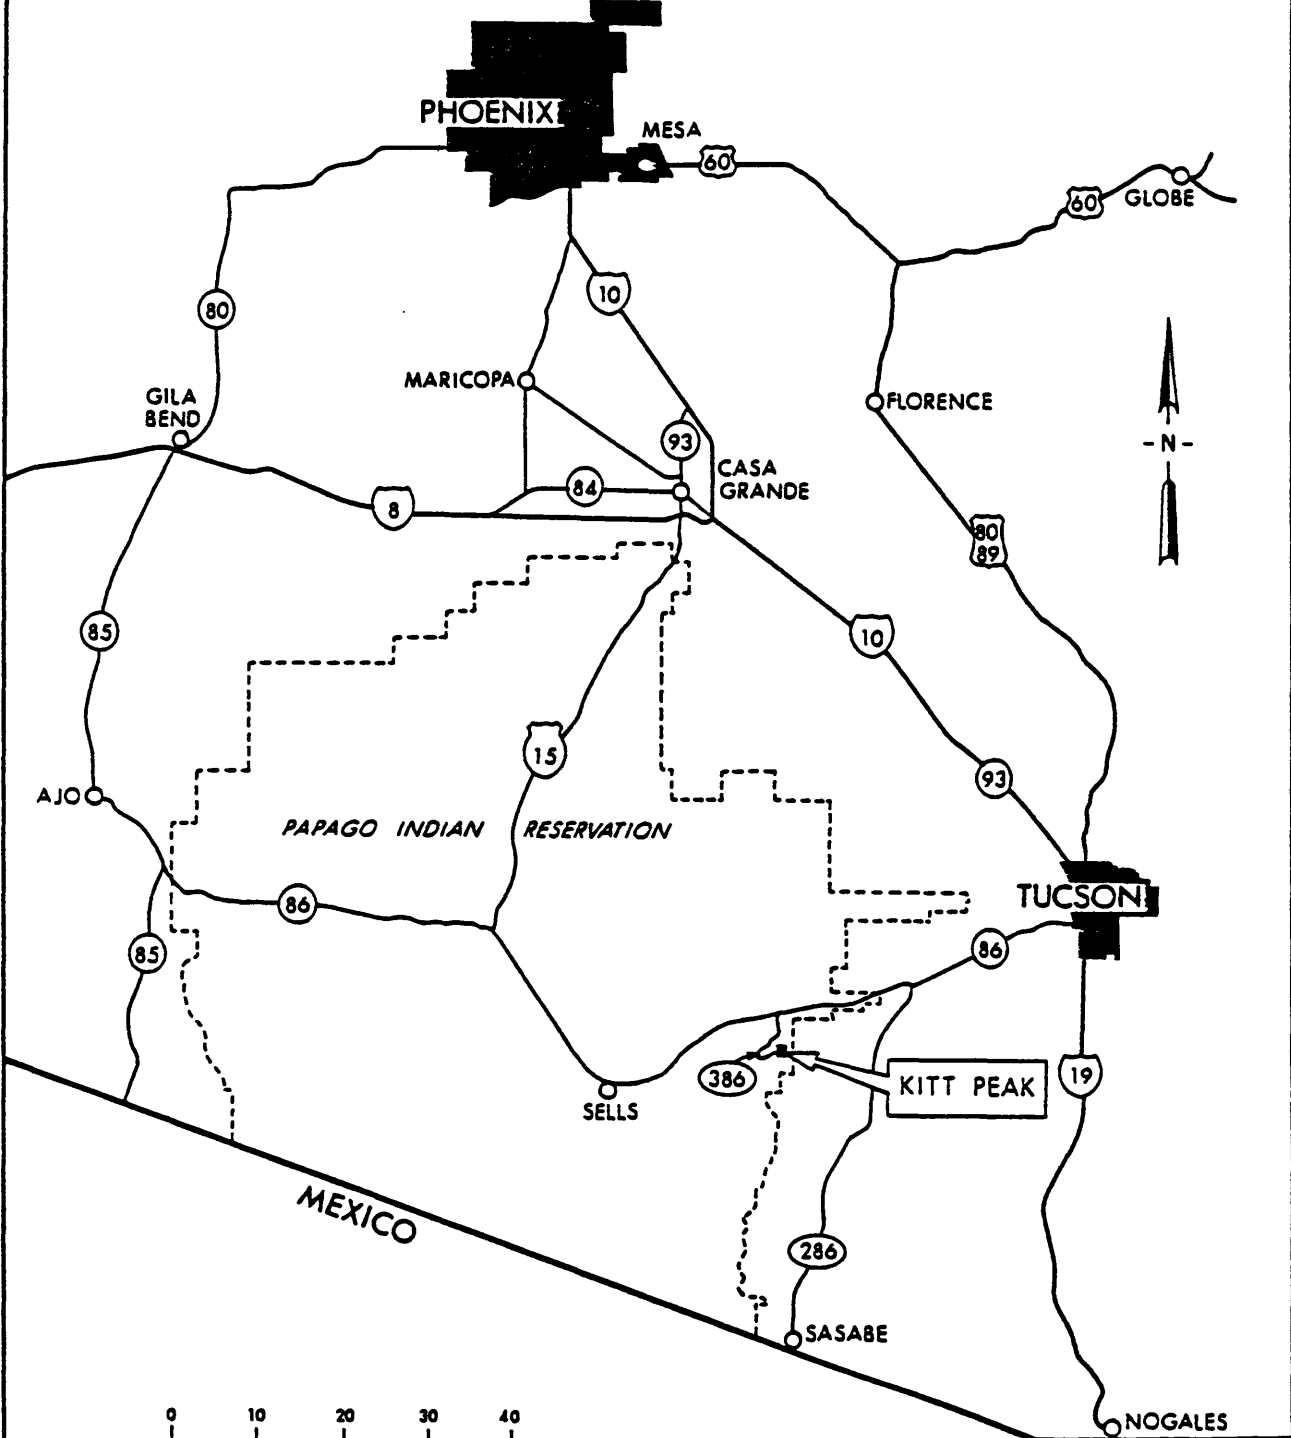 PHOENIX
MESA
60
60
GLOBE
10
80
MARICOPA
GILA
BEND
FLORENCE
93
- N -
CASA
GRANDE
84
8
80
89
85
10
15
93
AJO
PAPAGO INDIAN RESERVATION
TUCSON
86
86
85
386
KITT PEAK
19
SELLS
MEXICO
286
SASABE
0 10 20 30 40
NOGALES